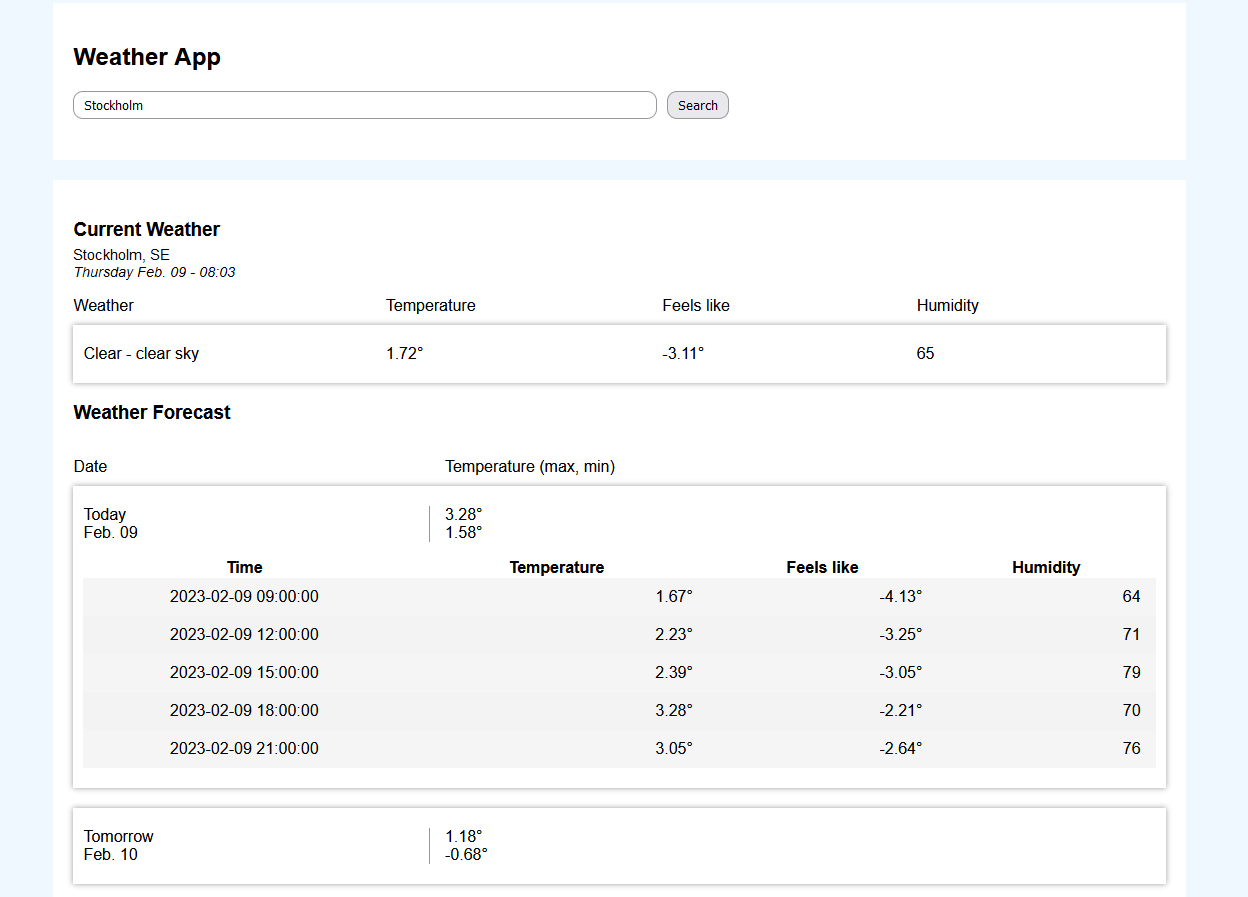 Weather App
Stockholm Search
Current Weather
Stockholm, SE
Thursday Feb. 09 - 08:03
Weather Temperature Feels like Humidity
Clear - clear sky 1.72° -3.11° 65
Weather Forecast
Date Temperature (max, min)
Today 3.28°
Feb. 09 1.58°
Time Temperature Feels like Humidity
2023-02-09 09:00:00 1.67° -4.13° 64
2023-02-09 12:00:00 2.23° -3.25° 71
2023-02-09 15:00:00 2.39° -3.05° 79
2023-02-09 18:00:00 3.28° -2.21° 70
2023-02-09 21:00:00 3.05° -2.64° 76
Tomorrow 1.18°
Feb. 10 -0.68°